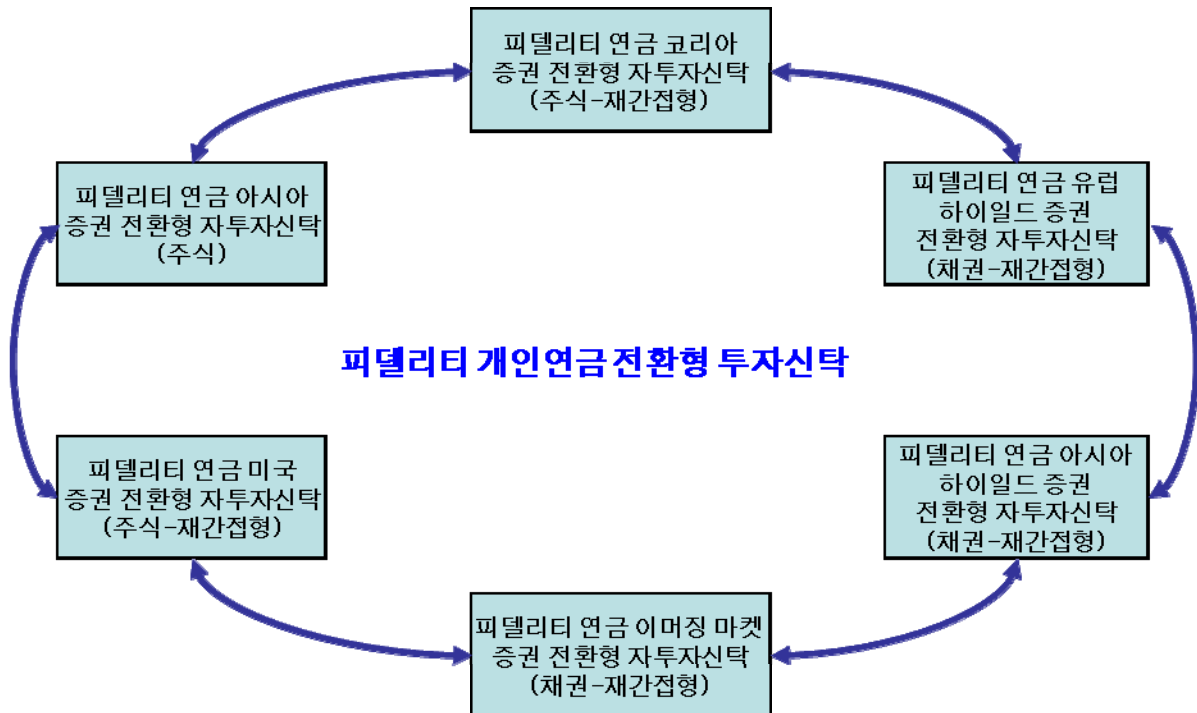 피델리티 연금 코리아
증권 전환형 자투자신탁
(주식-재간접형)
피델리티 연금 아시아
증권 전환형 자투자신탁
(주식)
피델리티 연금 유럽
하이일드 증권
전환형 자투자신탁
(채권-재간접형)
피델리티 개인연금 전환형 투자신탁
피델리티 연금 미국
증권 전환형 자투자신탁
(주식-재간접형)
피델리티 연금 아시아
하이일드 증권
전환형 자투자신탁
(채권-재간접형)
피델리티 연금 이머징 마켓
증권 전환형 자투자신탁
(채권-재간접형)